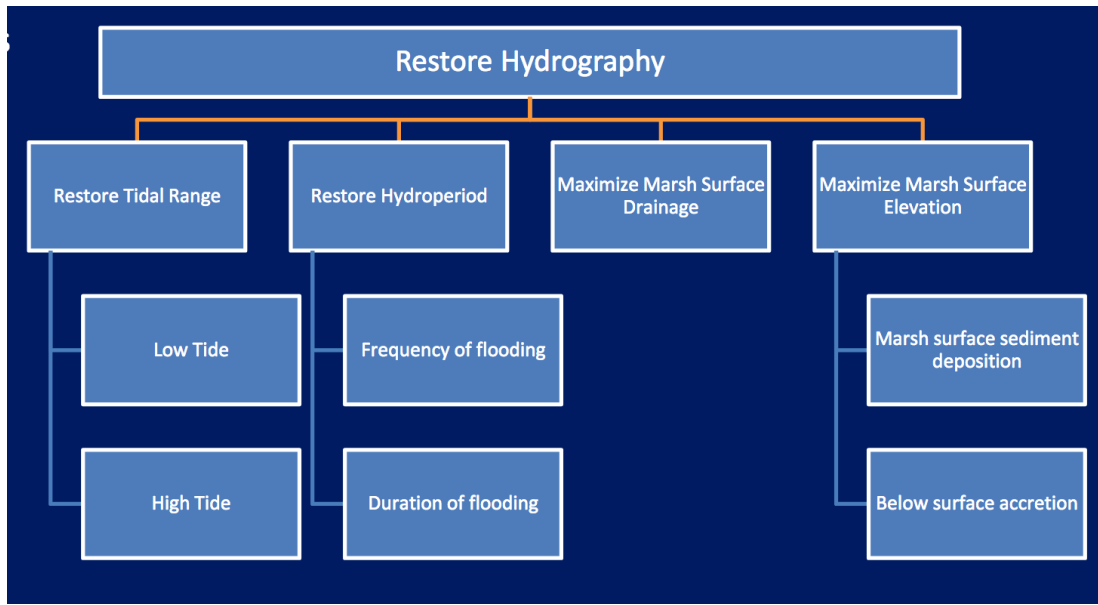 Restore Hydrography
Restore Tidal Range
Restore Hydroperiod
Maximize Marsh Surface
Drainage
Maximize Marsh Surface
Elevation
Low Tide
Frequency of flooding
Marsh surface sediment
deposition
High Tide
Duration of flooding
Below surface accretion